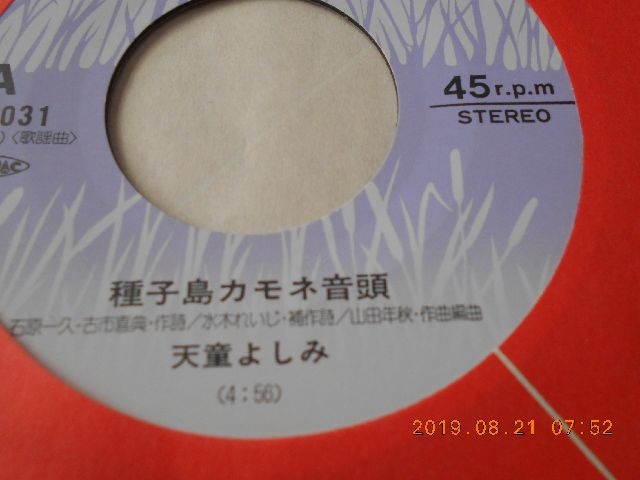 A
45r.p.m
STEREO
031
〈歌謡曲〉
種子島カモネ音頭
石原一久・古市喜典・作詩／水木れいじ・補作詩／山田年秋・作曲編曲
天童よしみ
(4:56)
2019.08.21 07:52